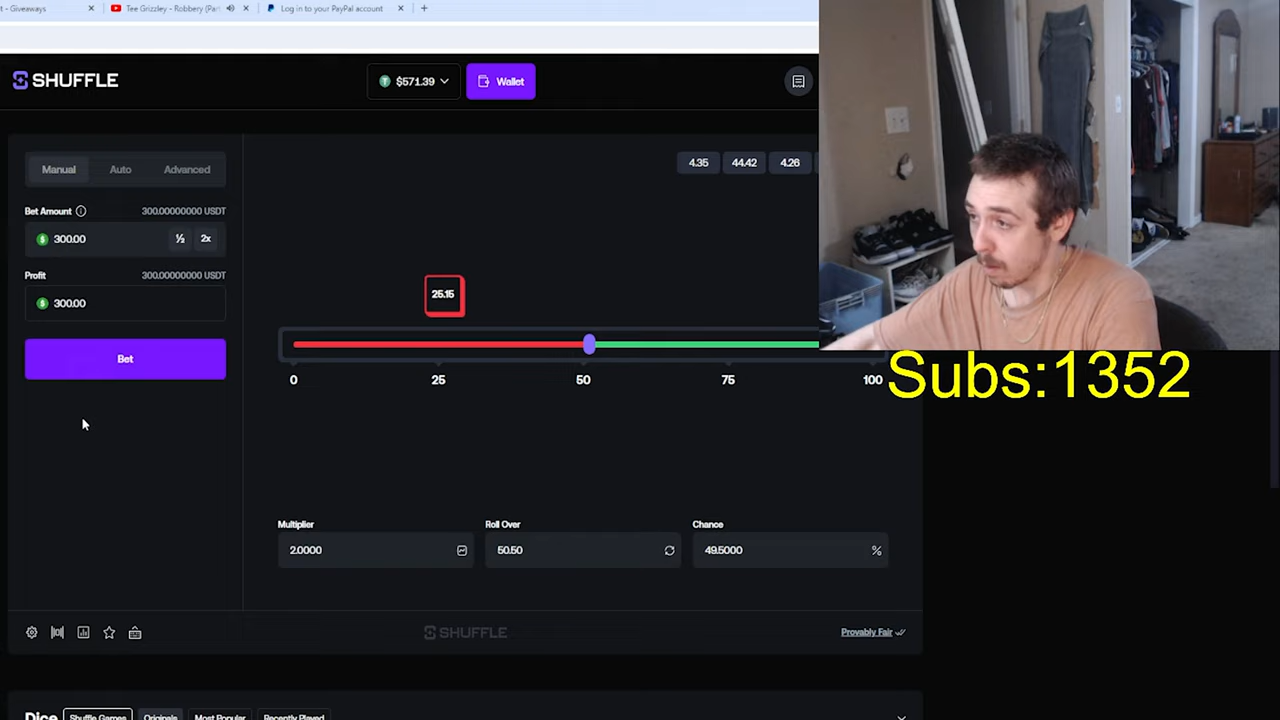 t - Giveaways
Tee Grizzley - Robbery (Part
Log in to your PayPal account
SHUFFLE
$571.39
Wallet
Manual
Auto
Advanced
4.35
44.42
4.26
Bet Amount
300.00000000 USDT
$ 300.00
½
2x
Profit
300.00000000 USDT
$ 300.00
25.15
Bet
0
25
50
75
100
Subs:1352
Multiplier
Roll Over
Chance
2.0000
50.50
49.5000
%
SHUFFLE
Provably Fair
Dice
Shuffle Games
Originals
Most Popular
Recently Played